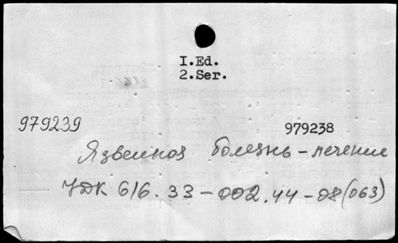 I.Ed.
2.Ser.
979239 979238
Язвенная болезнь - лечение
УДК 616.33-002.44-08(063)